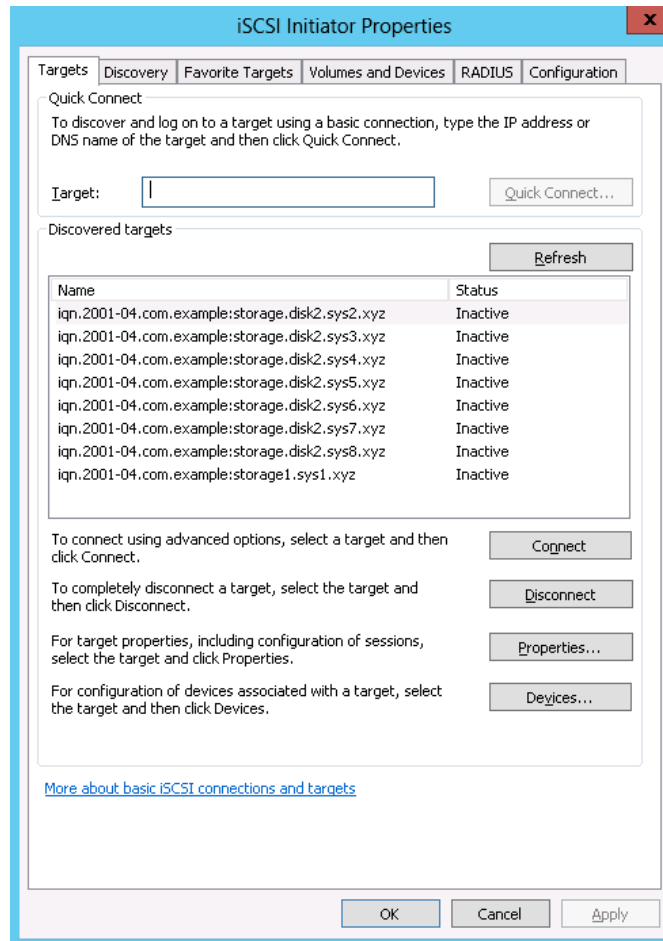 iSCSI Initiator Properties
x
Targets Discovery Favorite Targets Volumes and Devices RADIUS Configuration
Quick Connect
To discover and log on to a target using a basic connection, type the IP address or
DNS name of the target and then click Quick Connect.
Target:
Quick Connect...
Discovered targets
Refresh
Name Status
iqn.2001-04.com.example:storage.disk2.sys2.xyz Inactive
iqn.2001-04.com.example:storage.disk2.sys3.xyz Inactive
iqn.2001-04.com.example:storage.disk2.sys4.xyz Inactive
iqn.2001-04.com.example:storage.disk2.sys5.xyz Inactive
iqn.2001-04.com.example:storage.disk2.sys6.xyz Inactive
iqn.2001-04.com.example:storage.disk2.sys7.xyz Inactive
iqn.2001-04.com.example:storage.disk2.sys8.xyz Inactive
iqn.2001-04.com.example:storage1.sys1.xyz Inactive
To connect using advanced options, select a target and then
click Connect.
Connect
To completely disconnect a target, select the target and
then click Disconnect.
Disconnect
For target properties, including configuration of sessions,
select the target and click Properties.
Properties...
For configuration of devices associated with a target, select
the target and then click Devices.
Devices...
More about basic iSCSI connections and targets
OK Cancel Apply